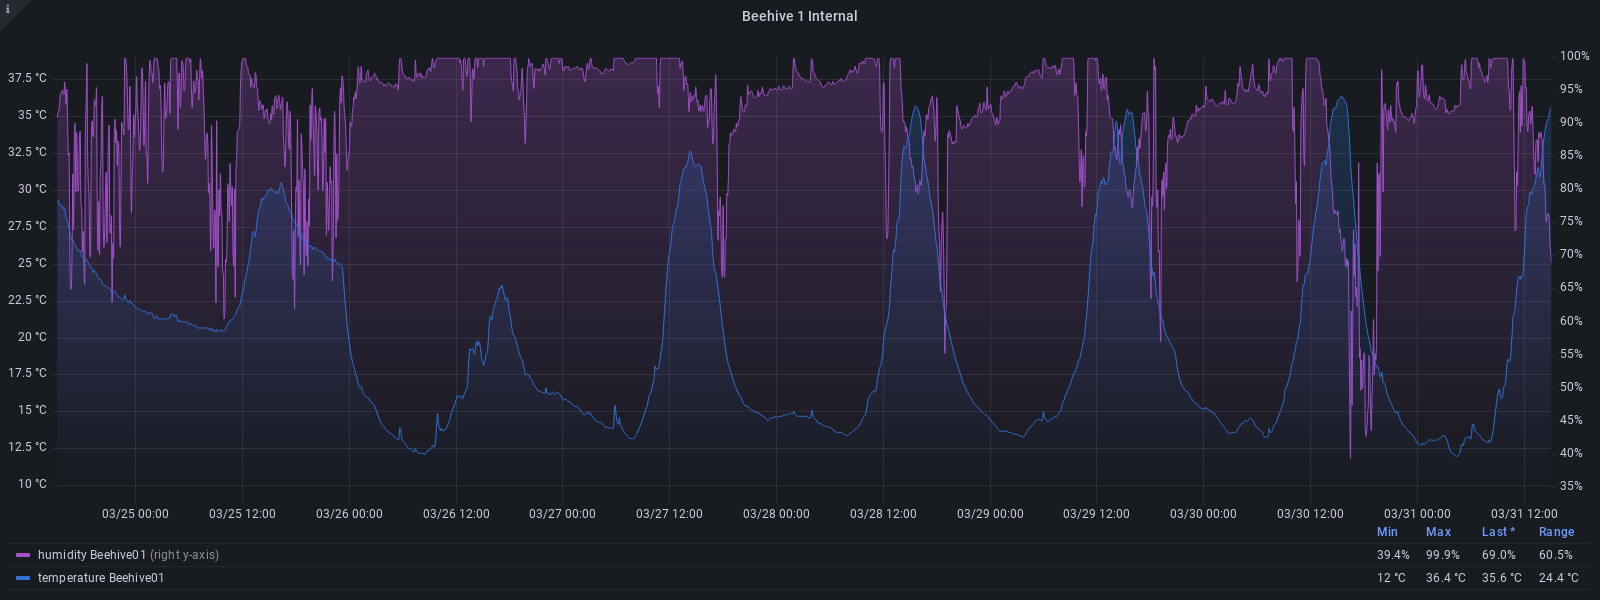 i
Beehive 1 Internal
37.5 °C
35 °C
32.5 °C
30 °C
27.5 °C
25 °C
22.5 °C
20 °C
17.5 °C
15 °C
12.5 °C
10 °C
100%
95%
90%
85%
80%
75%
70%
65%
60%
55%
50%
45%
40%
35%
03/25 00:00 03/25 12:00 03/26 00:00 03/26 12:00 03/27 00:00 03/27 12:00 03/28 00:00 03/28 12:00 03/29 00:00 03/29 12:00 03/30 00:00 03/30 12:00 03/31 00:00 03/31 12:00
Min Max Last * Range
humidity Beehive01 (right y-axis) 39.4% 99.9% 69.0% 60.5%
temperature Beehive01 12 °C 36.4 °C 35.6 °C 24.4 °C